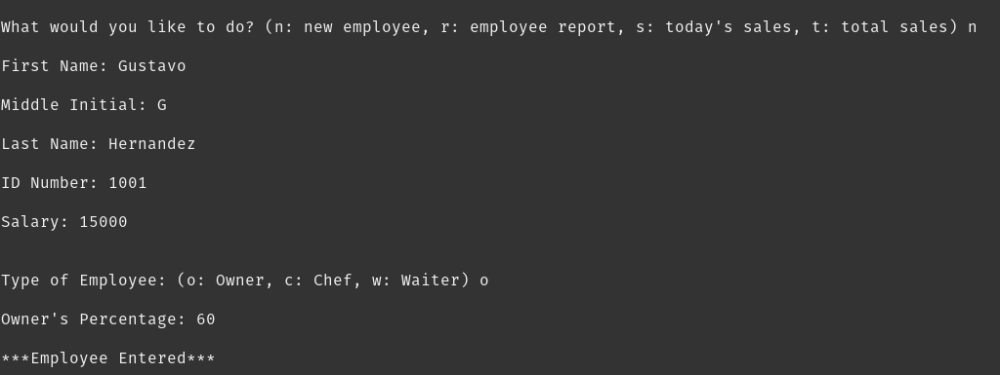 What would you like to do? (n: new employee, r: employee report, s: today's sales, t: total sales) n
First Name: Gustavo
Middle Initial: G
Last Name: Hernandez
ID Number: 1001
Salary: 15000
Type of Employee: (o: Owner, c: Chef, w: Waiter) o
Owner's Percentage: 60
***Employee Entered***